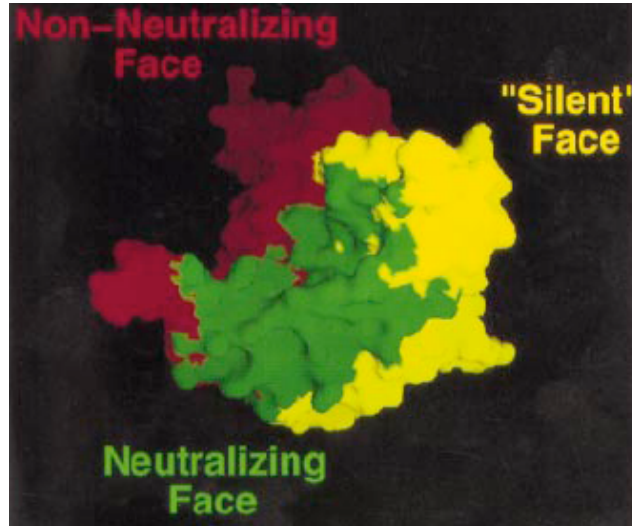 Non-Neutralizing
Face
"Silent"
Face
Neutralizing
Face